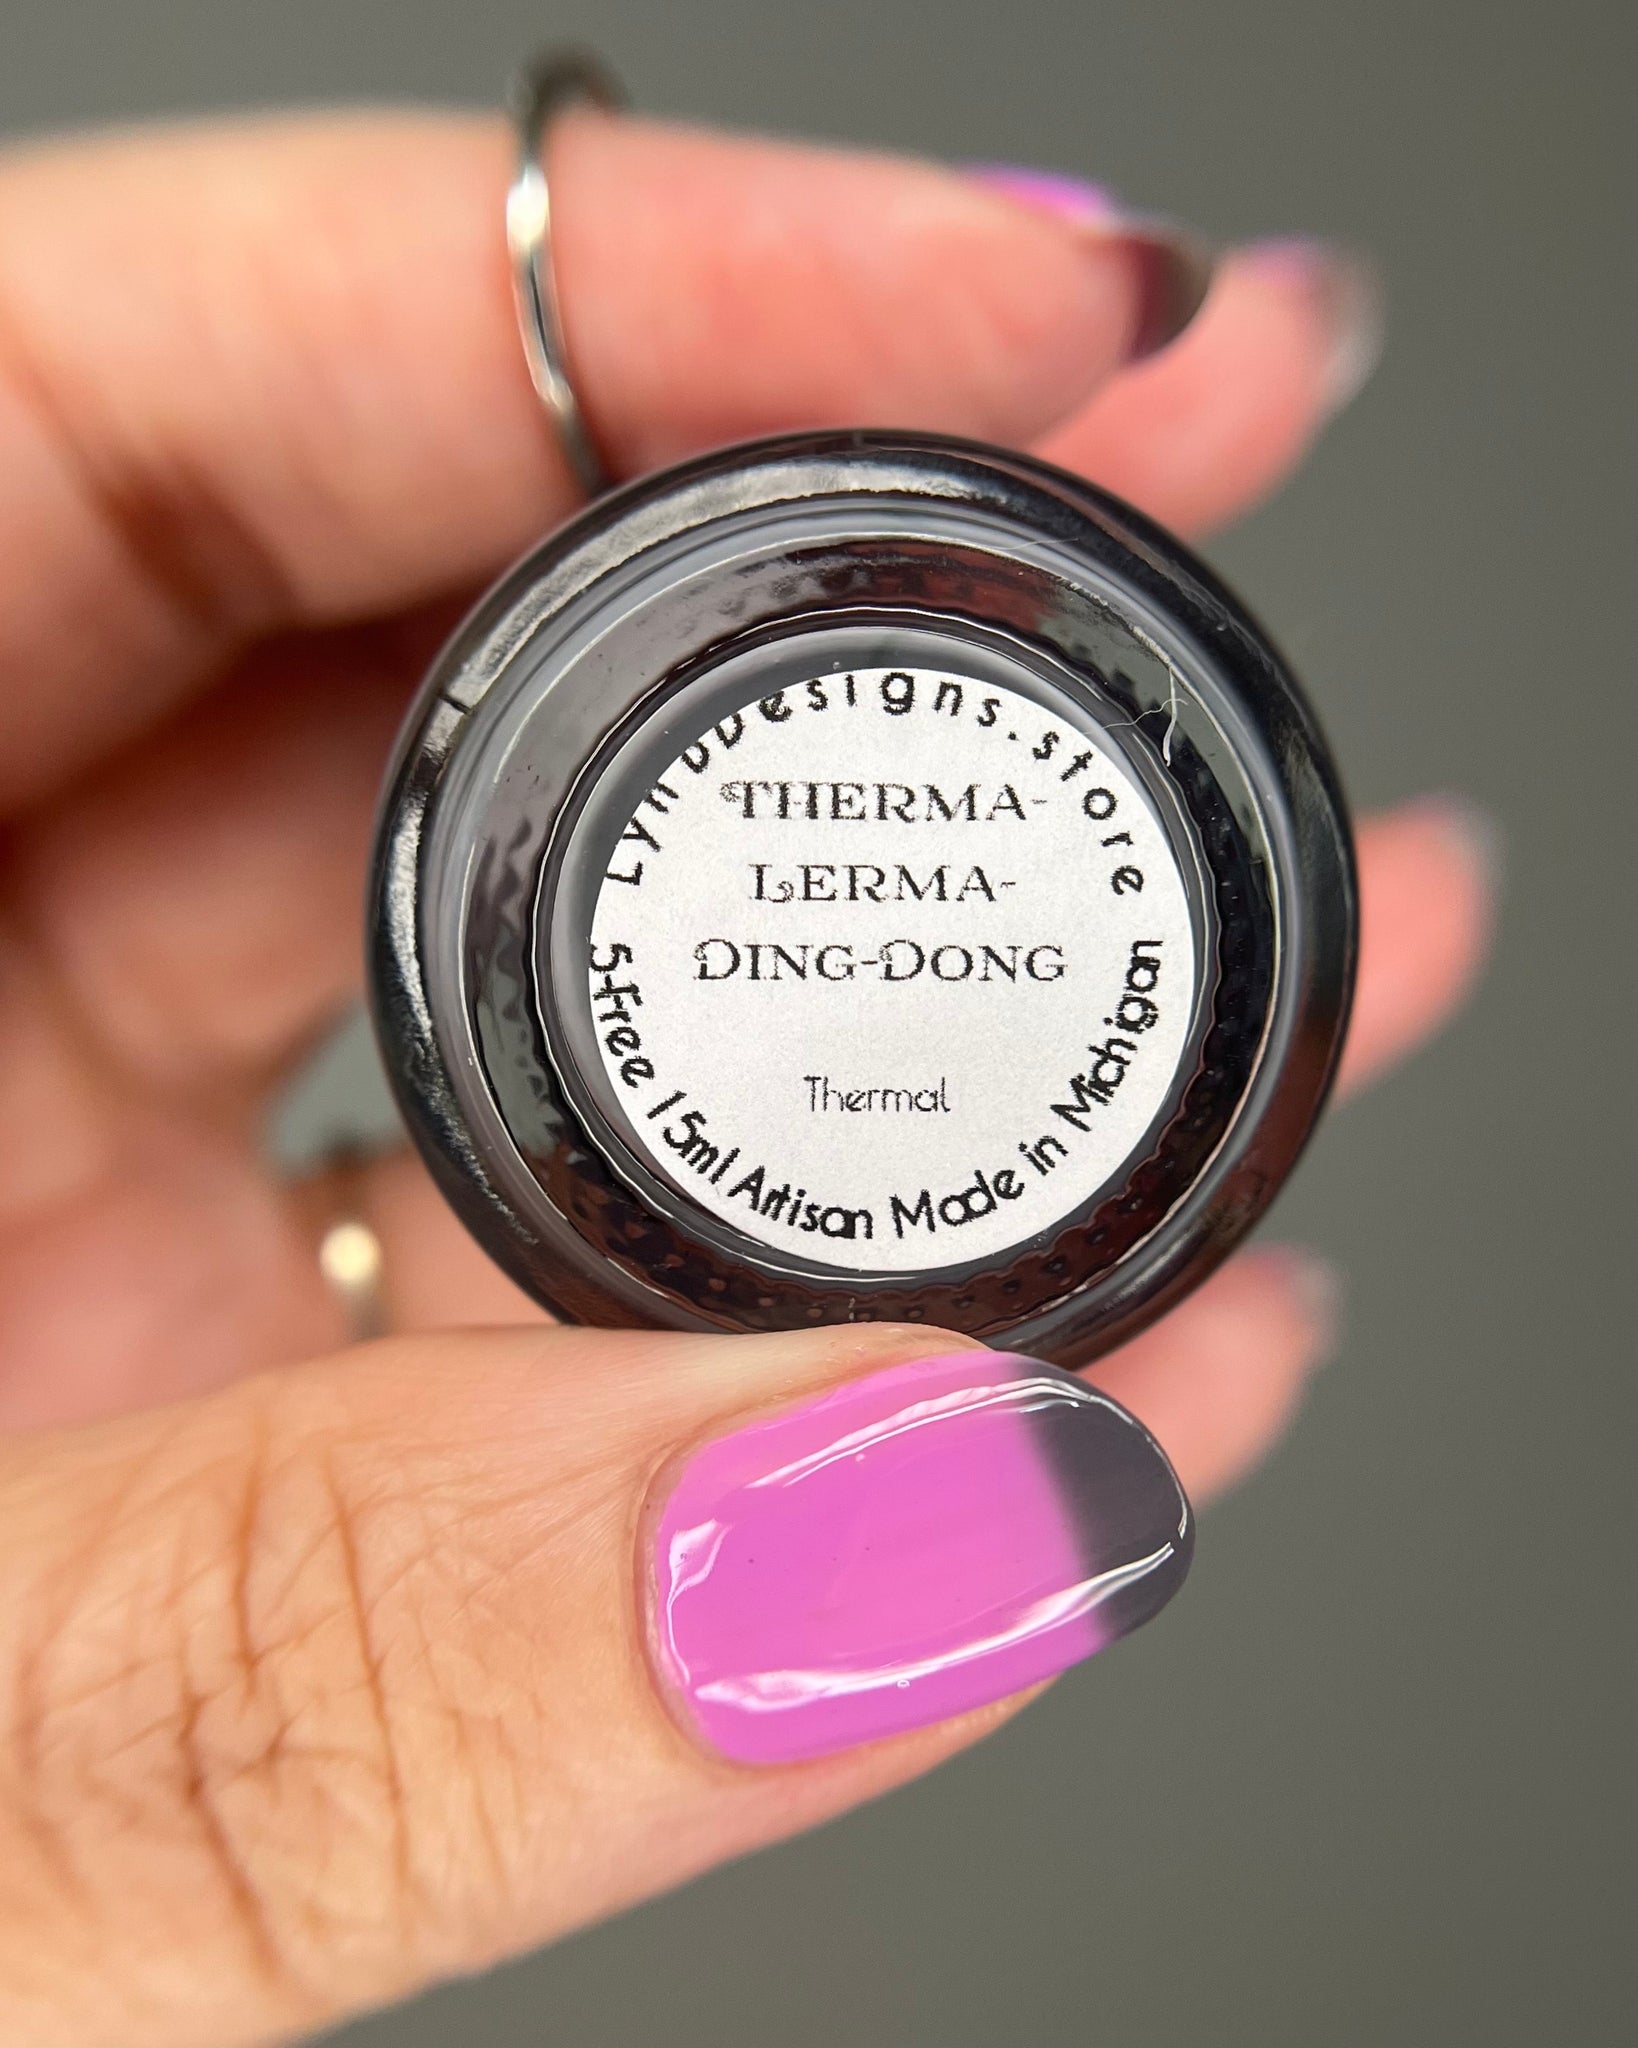 LynbDesigns.store
THERMA-
LERMA-
DING-DONG
Thermal
5-Free 15ml Artisan Made in Michigan